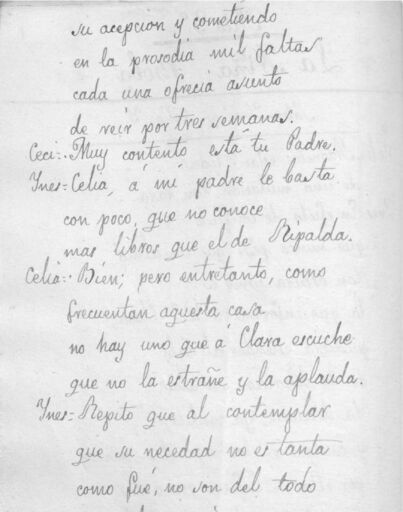 su acepcion y cometiendo
en la prosodia mil faltas
cada una ofrecia asunto
de reir por tres semanas.
Ceci:. Muy contento está tu Padre.
Ynes= Celia, á mi padre le basta
con poco, que no conoce
mas libros que el de Ripalda.
Celia:. Bien; pero entretanto, como
frecuentan aquesta casa
no hay uno que á Clara escuche
que no la estrañe y la aplauda.
Ynes= Repito que al contemplar
que su necedad no es tanta
como fué, no son del todo